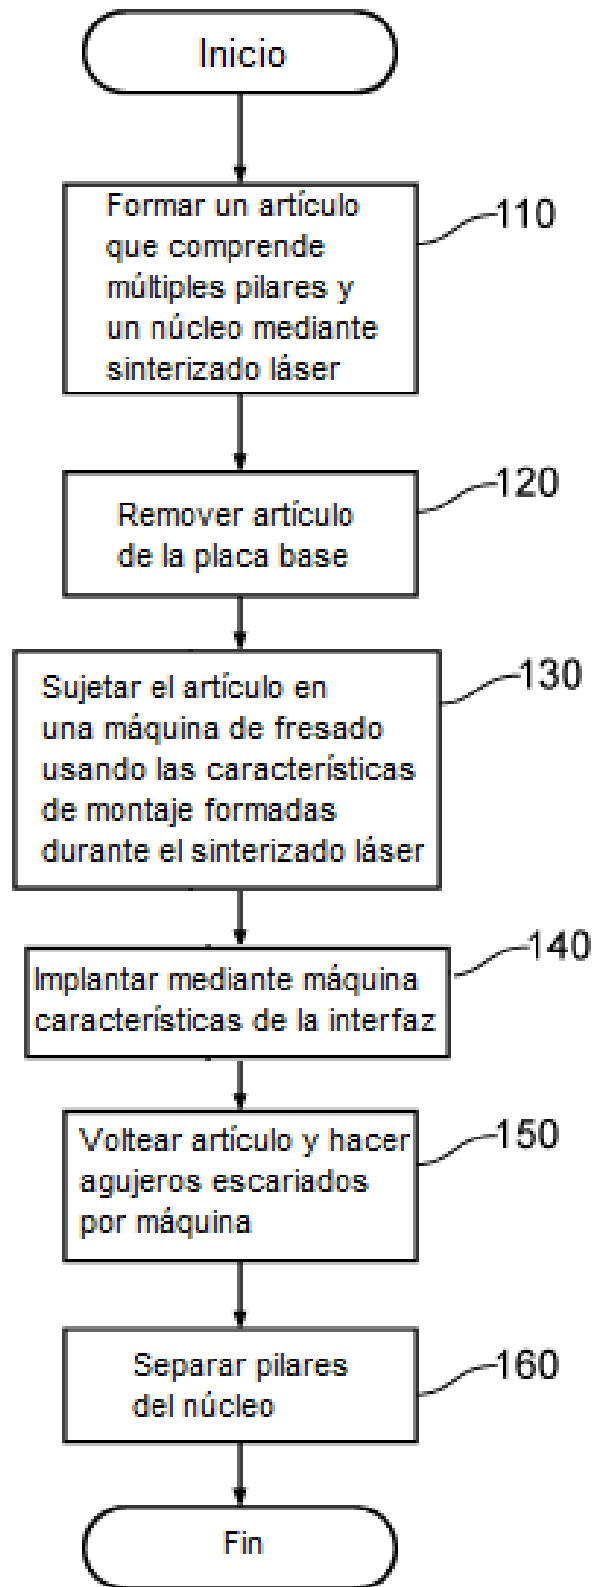 Inicio
Formar un artículo
que comprende
múltiples pilares y
un núcleo mediante
sinterizado láser
110
Remover artículo
de la placa base
120
Sujetar el artículo en
una máquina de fresado
usando las características
de montaje formadas
durante el sinterizado láser
130
Implantar mediante máquina
características de la interfaz
140
Voltear artículo y hacer
agujeros escariados
por máquina
150
Separar pilares
del núcleo
160
Fin